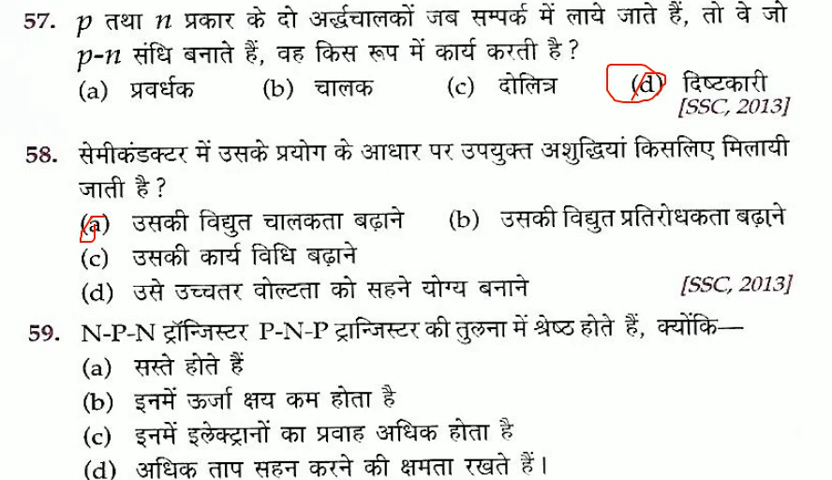 57. p तथा n प्रकार के दो अर्द्धचालकों जब सम्पर्क में लाये जाते हैं, तो वे जो
p-n संधि बनाते हैं, वह किस रूप में कार्य करती है ?
(a) प्रवर्धक (b) चालक (c) दोलित्र (d) दिष्टकारी
[SSC, 2013]
58. सेमीकंडक्टर में उसके प्रयोग के आधार पर उपयुक्त अशुद्धियां किसलिए मिलायी
जाती है ?
(a) उसकी विद्युत चालकता बढ़ाने (b) उसकी विद्युत प्रतिरोधकता बढ़ाने
(c) उसकी कार्य विधि बढ़ाने
(d) उसे उच्चतर वोल्टता को सहने योग्य बनाने [SSC, 2013]
59. N-P-N ट्रॉन्जिस्टर P-N-P ट्रान्जिस्टर की तुलना में श्रेष्ठ होते हैं, क्योंकि—
(a) सस्ते होते हैं
(b) इनमें ऊर्जा क्षय कम होता है
(c) इनमें इलेक्ट्रानों का प्रवाह अधिक होता है
(d) अधिक ताप सहन करने की क्षमता रखते हैं।